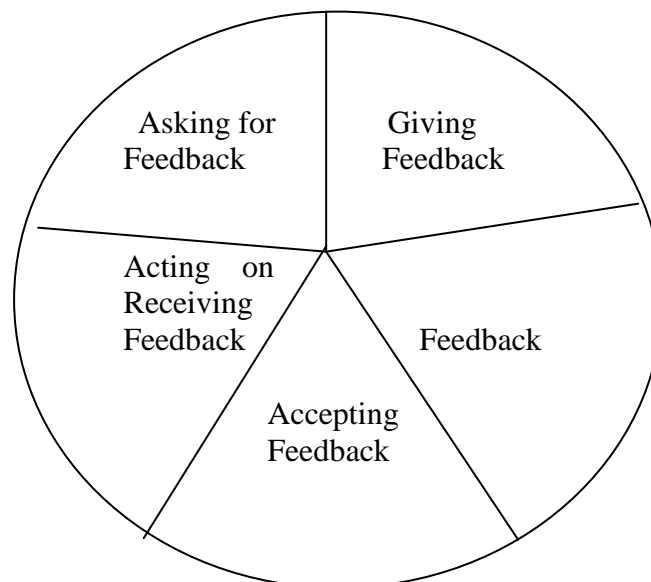 Asking for
Feedback
Giving
Feedback
Acting on
Receiving
Feedback
Feedback
Accepting
Feedback